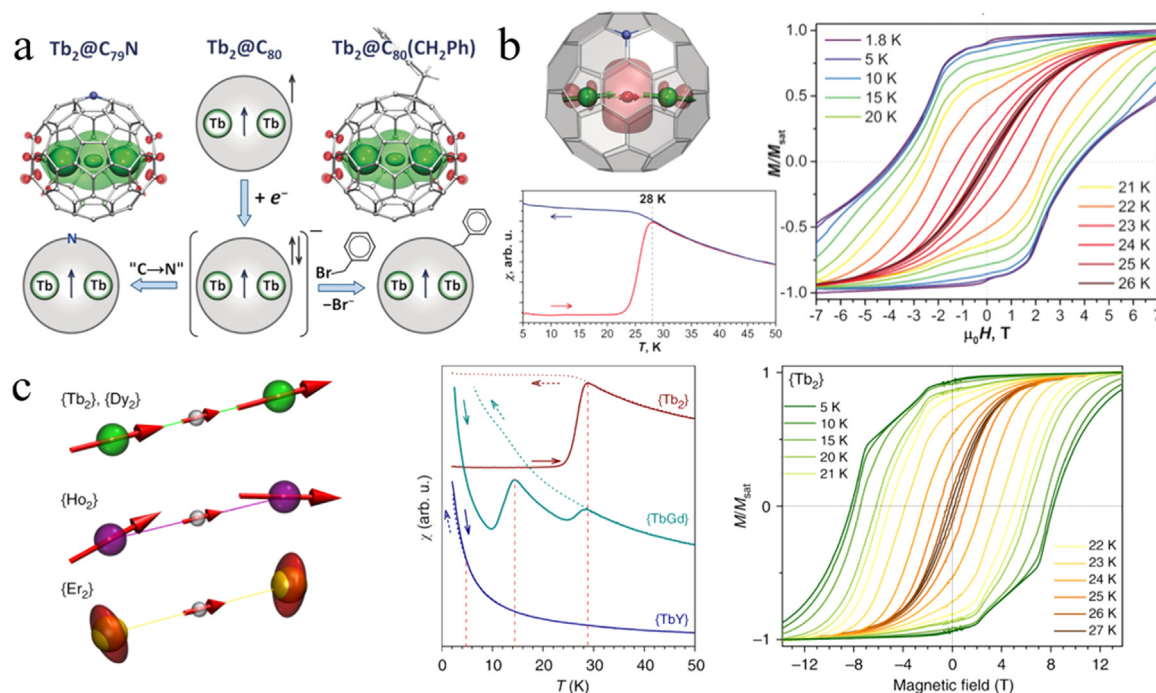 a
Tb₂@C₇₉N
Tb₂@C₈₀
Tb₂@C₈₀(CH₂Ph)
Tb
Tb
+ e⁻
N
"C→N"
Br
–Br⁻
Tb
Tb
Tb
Tb
–
Tb
Tb
b
28 K
χ, arb. u.
5 10 15 20 25 30 35 40 45 50
T, K
1.8 K
5 K
10 K
15 K
20 K
21 K
22 K
23 K
24 K
25 K
26 K
M/Msat
1.0
0.5
0.0
-0.5
-1.0
-7 -6 -5 -4 -3 -2 -1 0 1 2 3 4 5 6 7
μ₀H, T
c
{Tb₂}, {Dy₂}
{Ho₂}
{Er₂}
{Tb₂}
{TbGd}
{TbY}
χ (arb. u.)
0 10 20 30 40 50
T (K)
{Tb₂}
5 K
10 K
15 K
20 K
21 K
22 K
23 K
24 K
25 K
26 K
27 K
M/Msat
1
0
-1
-12 -8 -4 0 4 8 12
Magnetic field (T)